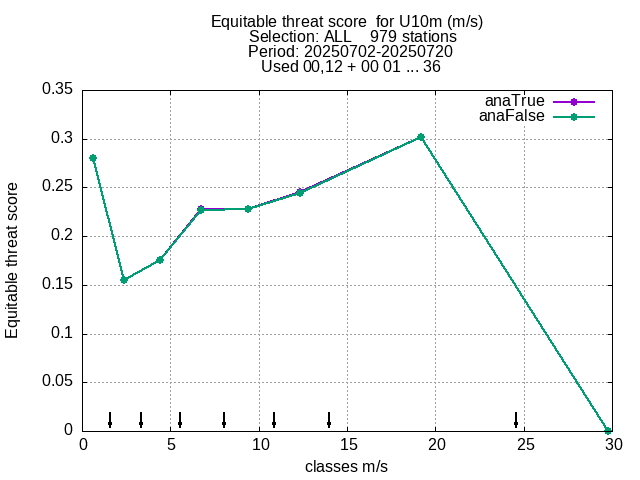 Equitable threat score  for U10m (m/s)
Selection: ALL    979 stations
Period: 20250702-20250720
Used 00,12 + 00 01 ... 36
anaTrue
anaFalse
Equitable threat score
0.35
0.3
0.25
0.2
0.15
0.1
0.05
0
0 5 10 15 20 25 30
classes m/s